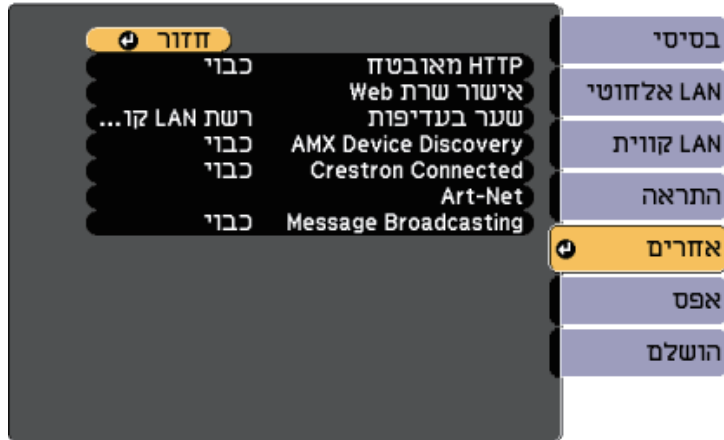 בסיסי
LAN אלחוטי
LAN קווית
התראה
אחרים
אפס
הושלם
חזור
HTTP מאובטח כבוי
אישור שרת Web
שער בעדיפות רשת LAN קו...
AMX Device Discovery כבוי
Crestron Connected כבוי
Art-Net
Message Broadcasting כבוי